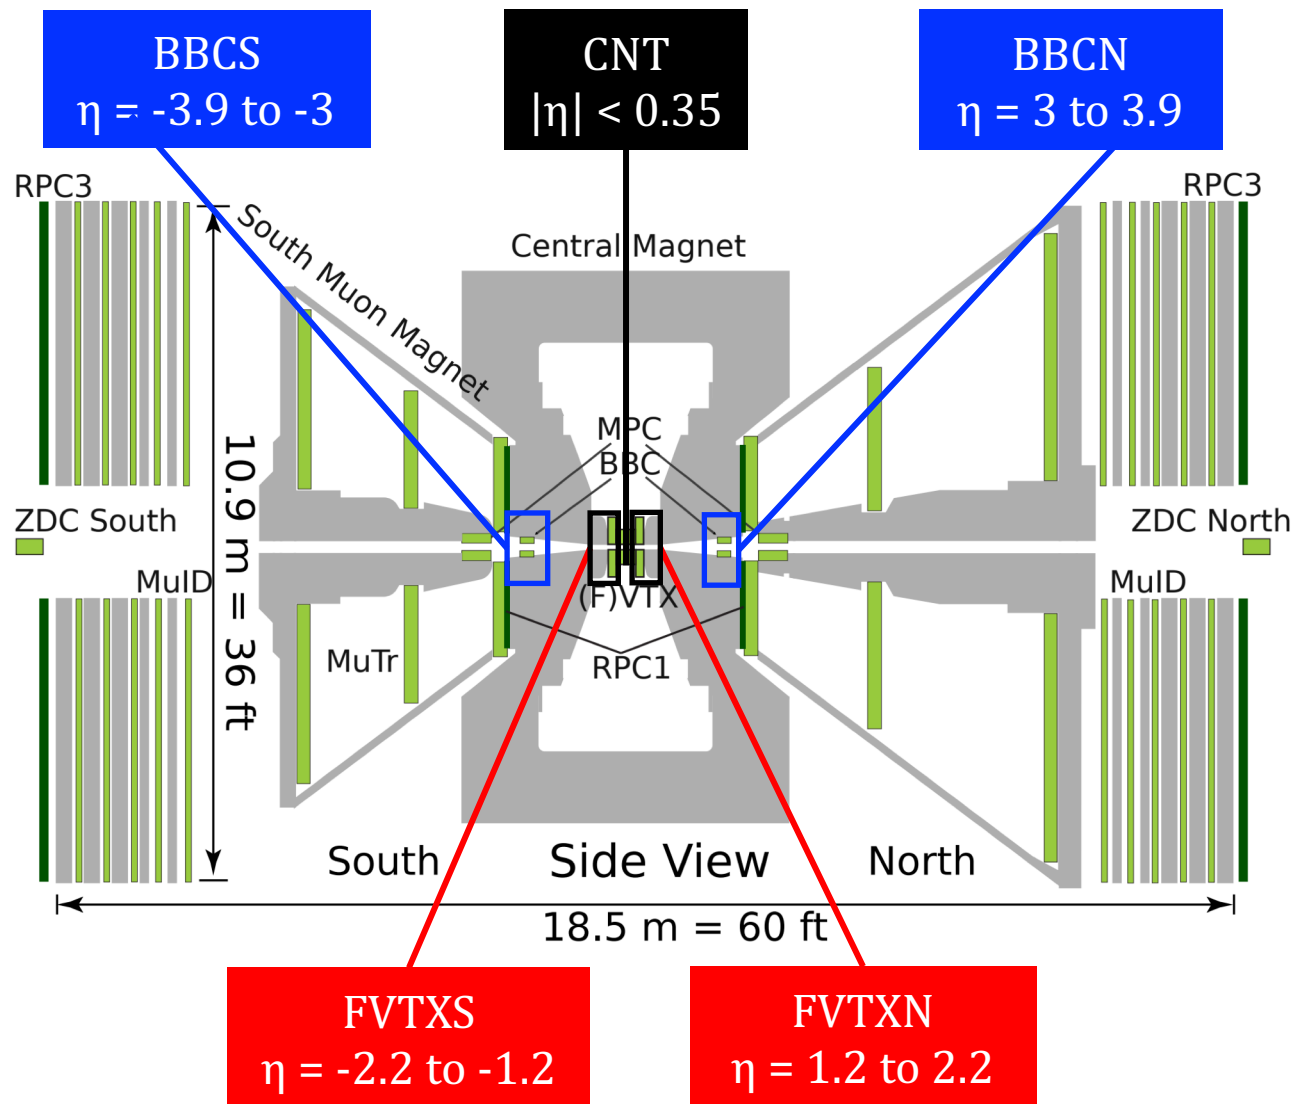 BBCS
η = -3.9 to -3
CNT
|η| < 0.35
BBCN
η = 3 to 3.9
RPC3
RPC3
South Muon Magnet
Central Magnet
MPC
BBC
10.9 m = 36 ft
ZDC South
ZDC North
MuID
MuID
(F)VTX
MuTr
RPC1
South
Side View
North
18.5 m = 60 ft
FVTXS
η = -2.2 to -1.2
FVTXN
η = 1.2 to 2.2